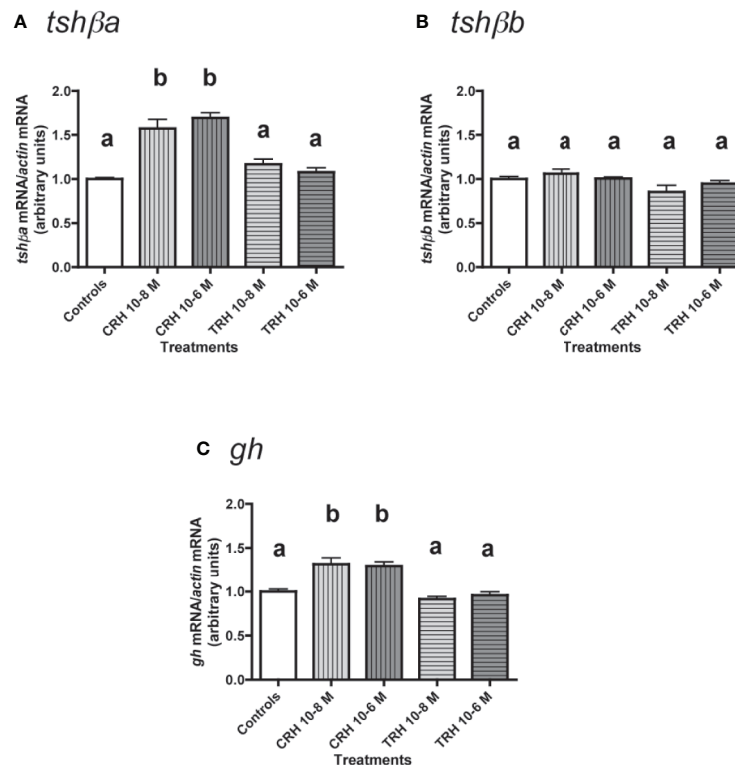 A tshβa
b b
a a a
2.0
1.5
1.0
0.5
0.0
tshβa mRNA/actin mRNA
(arbitrary units)
Controls
CRH 10-8 M
CRH 10-6 M
TRH 10-8 M
TRH 10-6 M
Treatments
B tshβb
a a a a a
2.0
1.5
1.0
0.5
0.0
tshβb mRNA/actin mRNA
(arbitrary units)
Controls
CRH 10-8 M
CRH 10-6 M
TRH 10-8 M
TRH 10-6 M
Treatments
C gh
b b
a a a
2.0
1.5
1.0
0.5
0.0
gh mRNA/actin mRNA
(arbitrary units)
Controls
CRH 10-8 M
CRH 10-6 M
TRH 10-8 M
TRH 10-6 M
Treatments